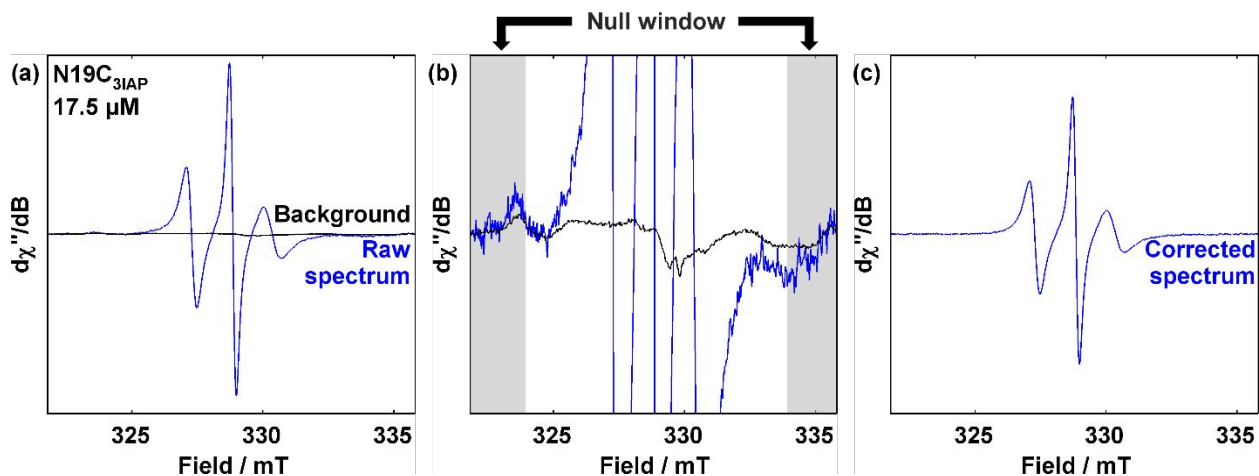 Null window
(a)
N19C3IAP
17.5 µM
Background
Raw
spectrum
dχ''/dB
325
330
335
Field / mT
(b)
dχ''/dB
325
330
335
Field / mT
(c)
Corrected
spectrum
dχ''/dB
325
330
335
Field / mT